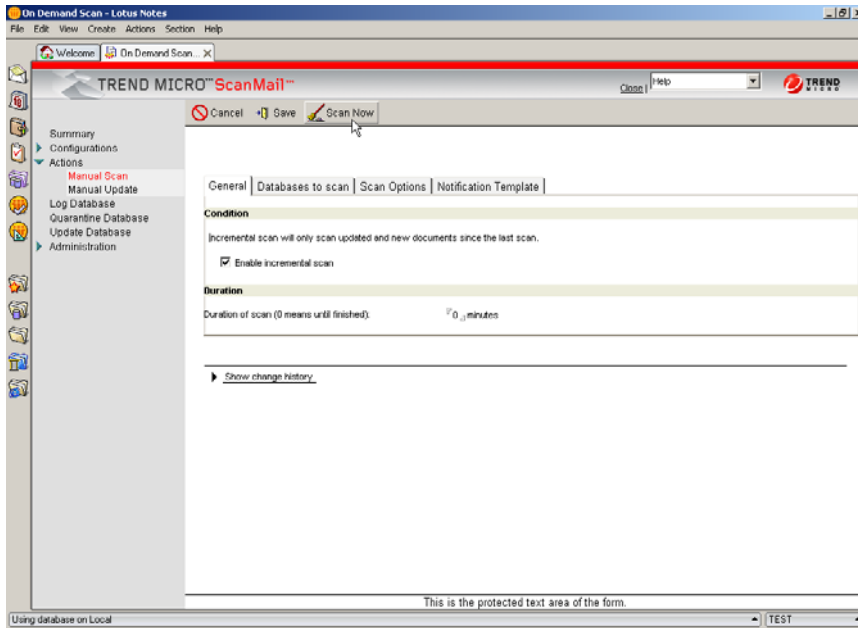 On Demand Scan - Lotus Notes
File Edit View Create Actions Section Help
Welcome On Demand Scan...
TREND MICRO™ ScanMail™
Close | Help
TREND MICRO
Cancel Save Scan Now
Summary
Configurations
Actions
Manual Scan
Manual Update
Log Database
Quarantine Database
Update Database
Administration
General Databases to scan Scan Options Notification Template
Condition
Incremental scan will only scan updated and new documents since the last scan.
Enable incremental scan
Duration
Duration of scan (0 means until finished): 0 minutes
Show change history
This is the protected text area of the form.
Using database on Local TEST